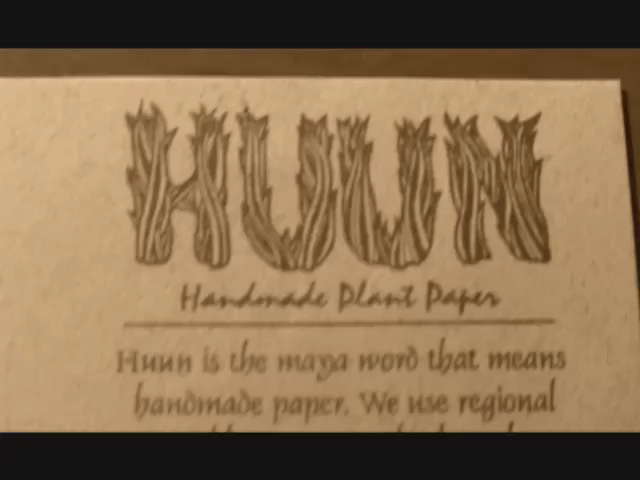 HUUN
Handmade Plant Paper
Huun is the maya word that means
handmade paper. We use regional